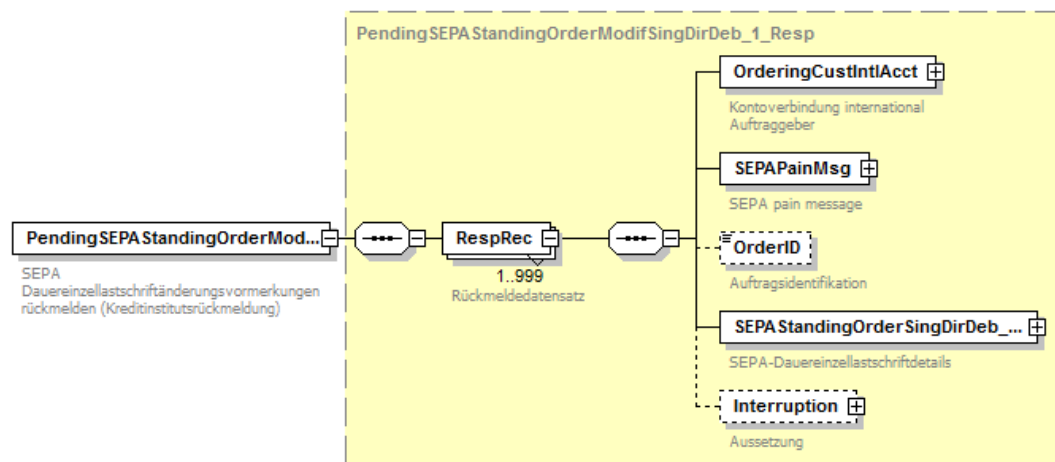 PendingSEPAStandingOrderModifSingDirDeb_1_Resp
OrderingCustIntlAcct
Kontoverbindung international
Auftraggeber
SEPAPainMsg
SEPA pain message
PendingSEPAStandingOrderMod...
SEPA
Dauereinzellastschriftänderungsvormerkungen
rückmelden (Kreditinstitutsrückmeldung)
RespRec
1..999
Rückmeldedatensatz
OrderID
Auftragsidentifikation
SEPAStandingOrderSingDirDeb_...
SEPA-Dauereinzellastschriftdetails
Interruption
Aussetzung